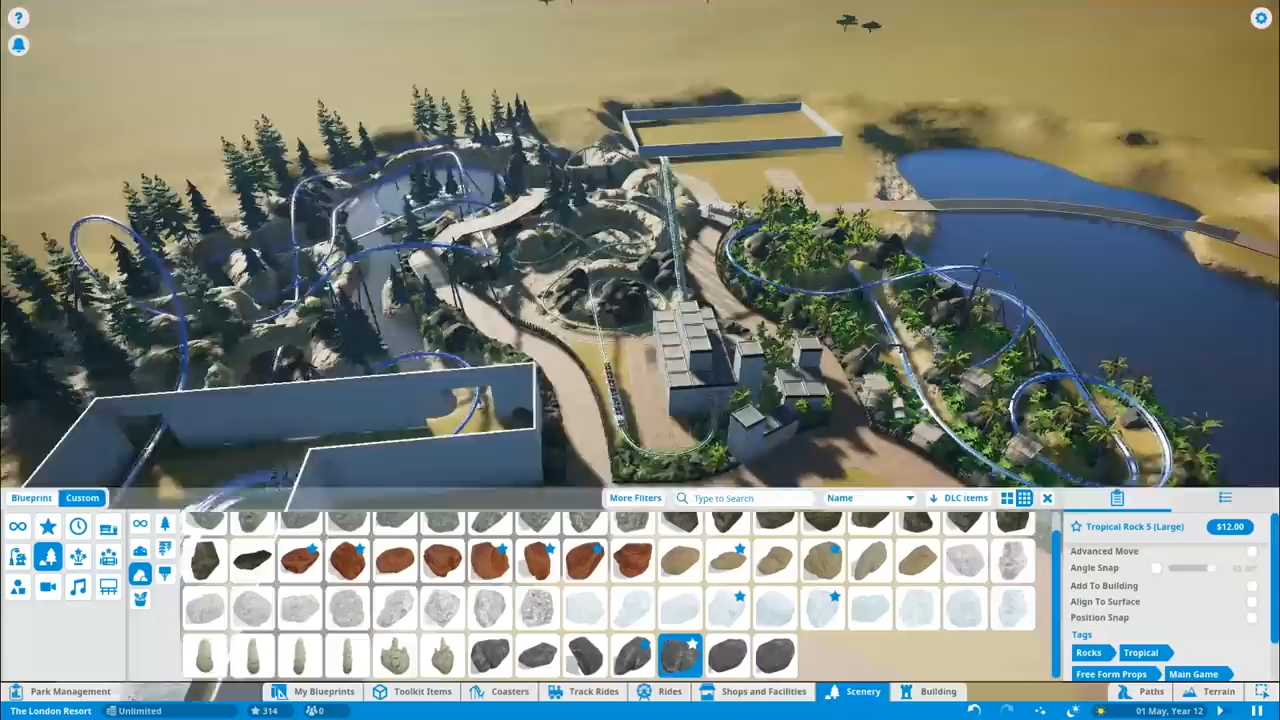 ?
Blueprint
Custom
More Filters
Type to Search
Name
DLC items
Tropical Rock 5 (Large)
$12.00
Advanced Move
Angle Snap
Add To Building
Align To Surface
Position Snap
Tags
Rocks
Tropical
Free Form Props
Main Game
Park Management
My Blueprints
Toolkit Items
Coasters
Track Rides
Rides
Shops and Facilities
Scenery
Building
Paths
Terrain
The London Resort
Unlimited
314
0
01 May, Year 12